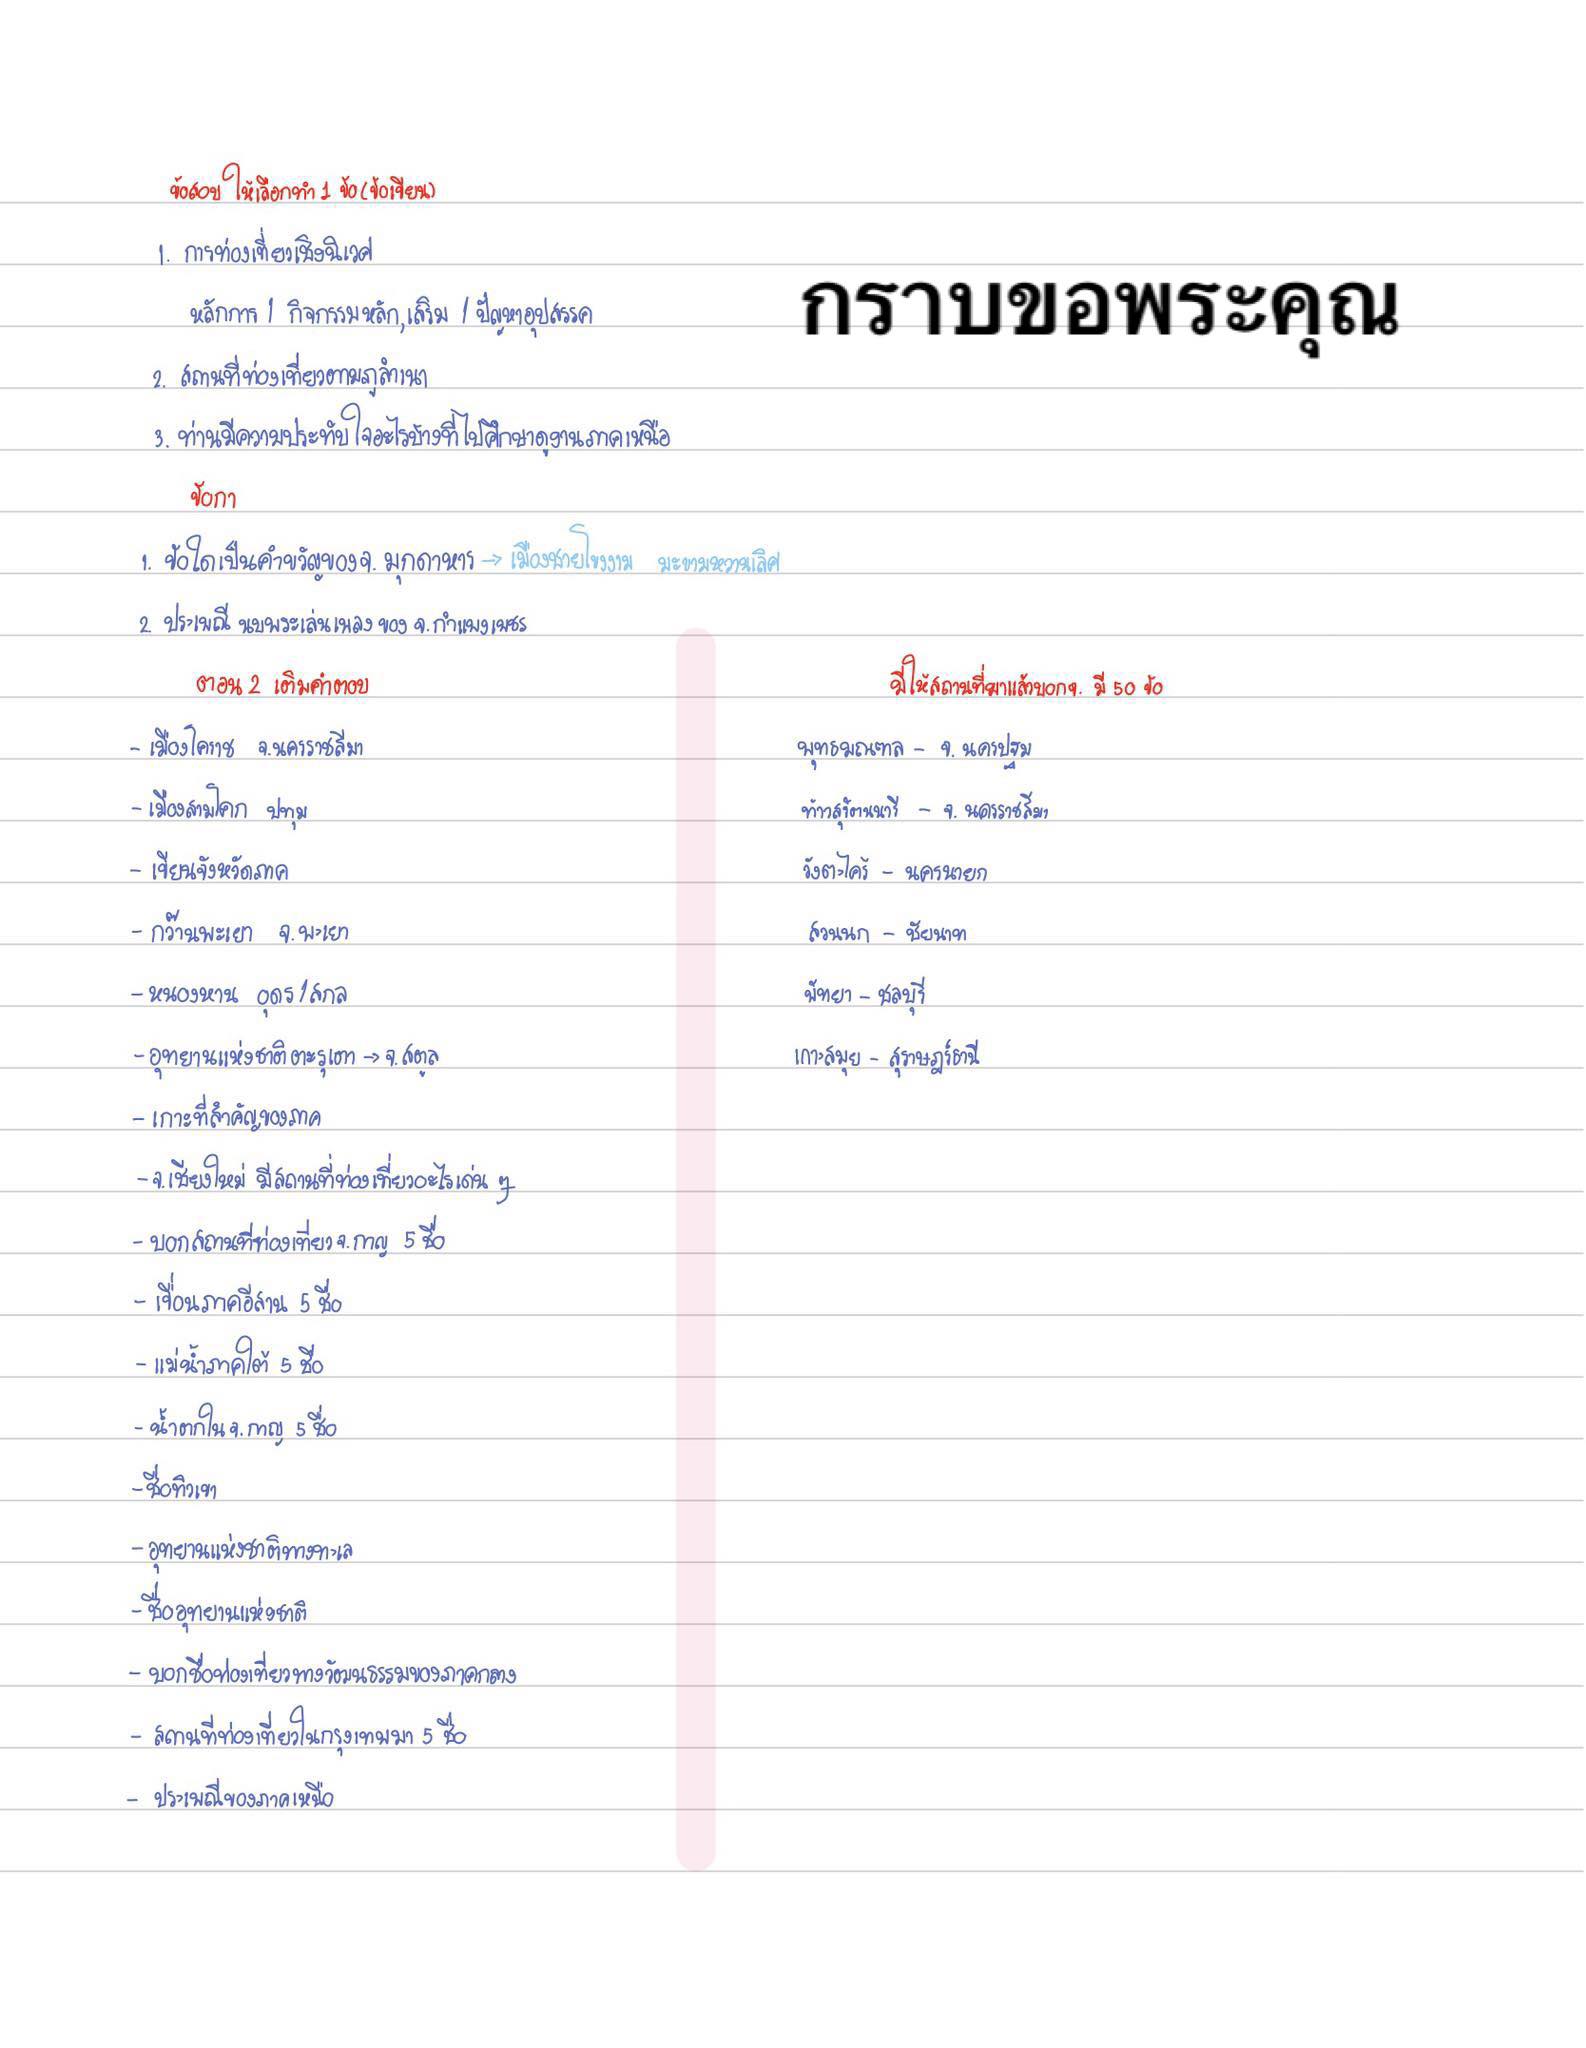 ข้อสอบ ให้เลือกทำ 1 ข้อ (ข้อเขียน)
1. การท่องเที่ยวเชิงนิเวศ
หลักการ / กิจกรรมหลัก,เสริม / ปัญหาอุปสรรค
กราบขอพระคุณ
2. สถานที่ท่องเที่ยวตามภูลำเนา
3. ท่านมีความประทับใจอะไรบ้างที่ไปศึกษาดูงานภาคเหนือ
ข้อกา
1. ข้อใดเป็นคำขวัญของจ. มุกดาหาร → เมืองชายโขงงาม มะขามหวานเลิศ
2. ประเพณี นบพระเล่นเพลง ของ จ.กำแพงเพชร
ตอน 2 เติมคำตอบ
- เมืองโคราช จ.นครราชสีมา
- เมืองสามโคก ปทุม
- เขียนจังหวัดภาค
- กว๊านพะเยา จ.พะเยา
- หนองหาน อุดร/สกล
- อุทยานแห่งชาติตะรุเตา → จ.สตูล
- เกาะที่สำคัญของภาค
- จ.เชียงใหม่ มีสถานที่ท่องเที่ยวอะไรเด่น ๆ
- บอกสถานที่ท่องเที่ยว จ.กาญ 5 ชื่อ
- เขื่อนภาคอีสาน 5 ชื่อ
- แม่น้ำภาคใต้ 5 ชื่อ
- น้ำตกใน จ.กาญ 5 ชื่อ
- ชื่อทิวเขา
- อุทยานแห่งชาติทางทะเล
- ชื่ออุทยานแห่งชาติ
- บอกชื่อท่องเที่ยวทางวัฒนธรรมของภาคกลาง
- สถานที่ท่องเที่ยวในกรุงเทพมา 5 ชื่อ
- ประเพณีของภาคเหนือ
มีให้สถานที่มาแล้วบอกจ. มี 50 ข้อ
พุทธมณฑล - จ. นครปฐม
ท้าวสุรัตนนารี - จ. นครราชสีมา
วังตะไคร้ - นครนายก
สวนนก - ชัยนาท
พัทยา - ชลบุรี
เกาะสมุย - สุราษฎร์ธานี